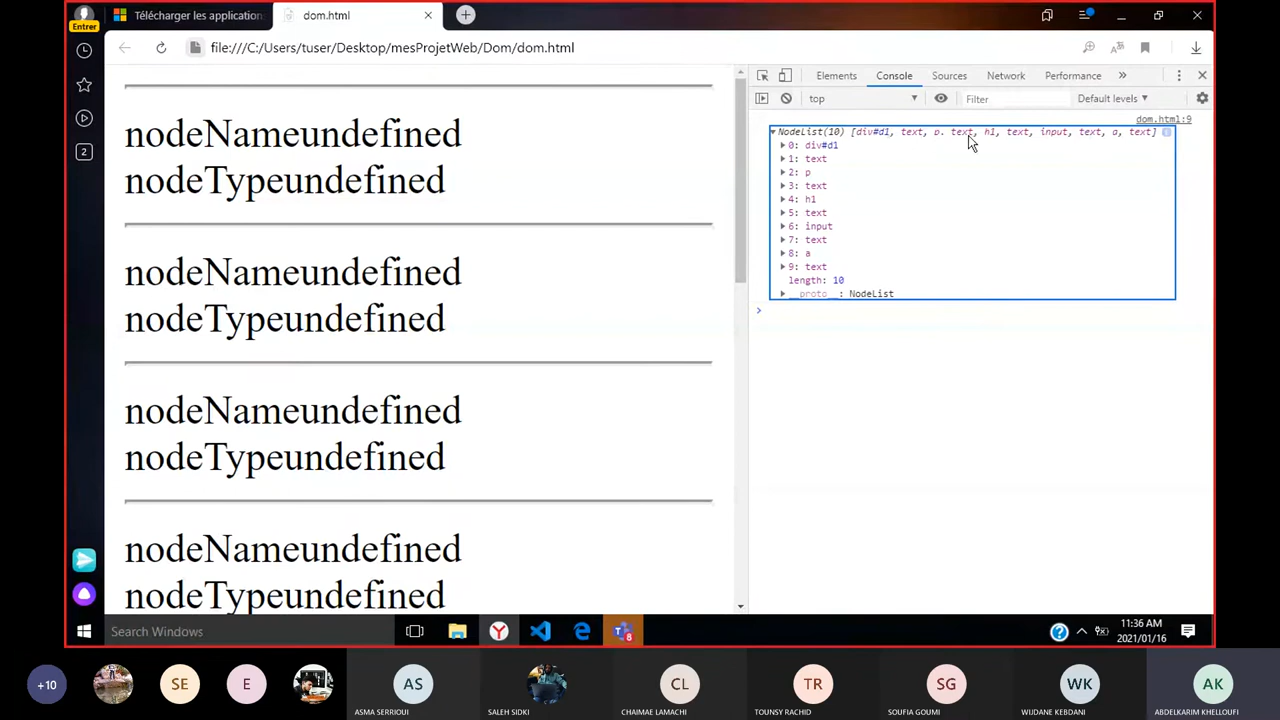 Entrer
Télécharger les application
dom.html
file:///C:/Users/tuser/Desktop/mesProjetWeb/Dom/dom.html
2
nodeNameundefined
nodeTypeundefined
nodeNameundefined
nodeTypeundefined
nodeNameundefined
nodeTypeundefined
nodeNameundefined
nodeTypeundefined
Elements Console Sources Network Performance »
top Filter Default levels
dom.html:9
NodeList(10) [div#d1, text, p. text, h1, text, input, text, a, text]
0: div#d1
1: text
2: p
3: text
4: h1
5: text
6: input
7: text
8: a
9: text
length: 10
__proto__: NodeList
>
Search Windows
8
11:36 AM
2021/01/16
+10
SE
E
AS
ASMA SERRIOUI
SALEH SIDKI
CL
CHAIMAE LAMACHI
TR
TOUNSY RACHID
SG
SOUFIA GOUMI
WK
WIJDANE KEBDANI
AK
ABDELKARIM KHELLOUFI